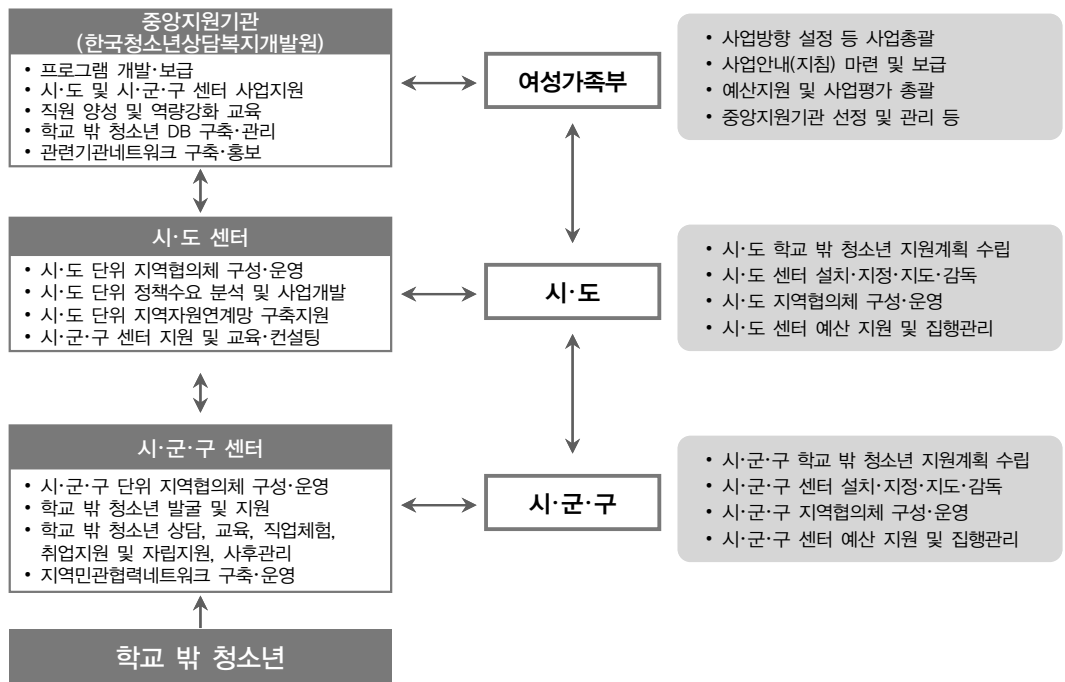 중앙지원기관
(한국청소년상담복지개발원)
• 프로그램 개발·보급
• 시·도 및 시·군·구 센터 사업지원
• 직원 양성 및 역량강화 교육
• 학교 밖 청소년 DB 구축·관리
• 관련기관네트워크 구축·홍보
여성가족부
• 사업방향 설정 등 사업총괄
• 사업안내(지침) 마련 및 보급
• 예산지원 및 사업평가 총괄
• 중앙지원기관 선정 및 관리 등
시·도 센터
• 시·도 단위 지역협의체 구성·운영
• 시·도 단위 정책수요 분석 및 사업개발
• 시·도 단위 지역자원연계망 구축지원
• 시·군·구 센터 지원 및 교육·컨설팅
시·도
• 시·도 학교 밖 청소년 지원계획 수립
• 시·도 센터 설치·지정·지도·감독
• 시·도 지역협의체 구성·운영
• 시·도 센터 예산 지원 및 집행관리
시·군·구 센터
• 시·군·구 단위 지역협의체 구성·운영
• 학교 밖 청소년 발굴 및 지원
• 학교 밖 청소년 상담, 교육, 직업체험,
취업지원 및 자립지원, 사후관리
• 지역민관협력네트워크 구축·운영
시·군·구
• 시·군·구 학교 밖 청소년 지원계획 수립
• 시·군·구 센터 설치·지정·지도·감독
• 시·군·구 지역협의체 구성·운영
• 시·군·구 센터 예산 지원 및 집행관리
학교 밖 청소년